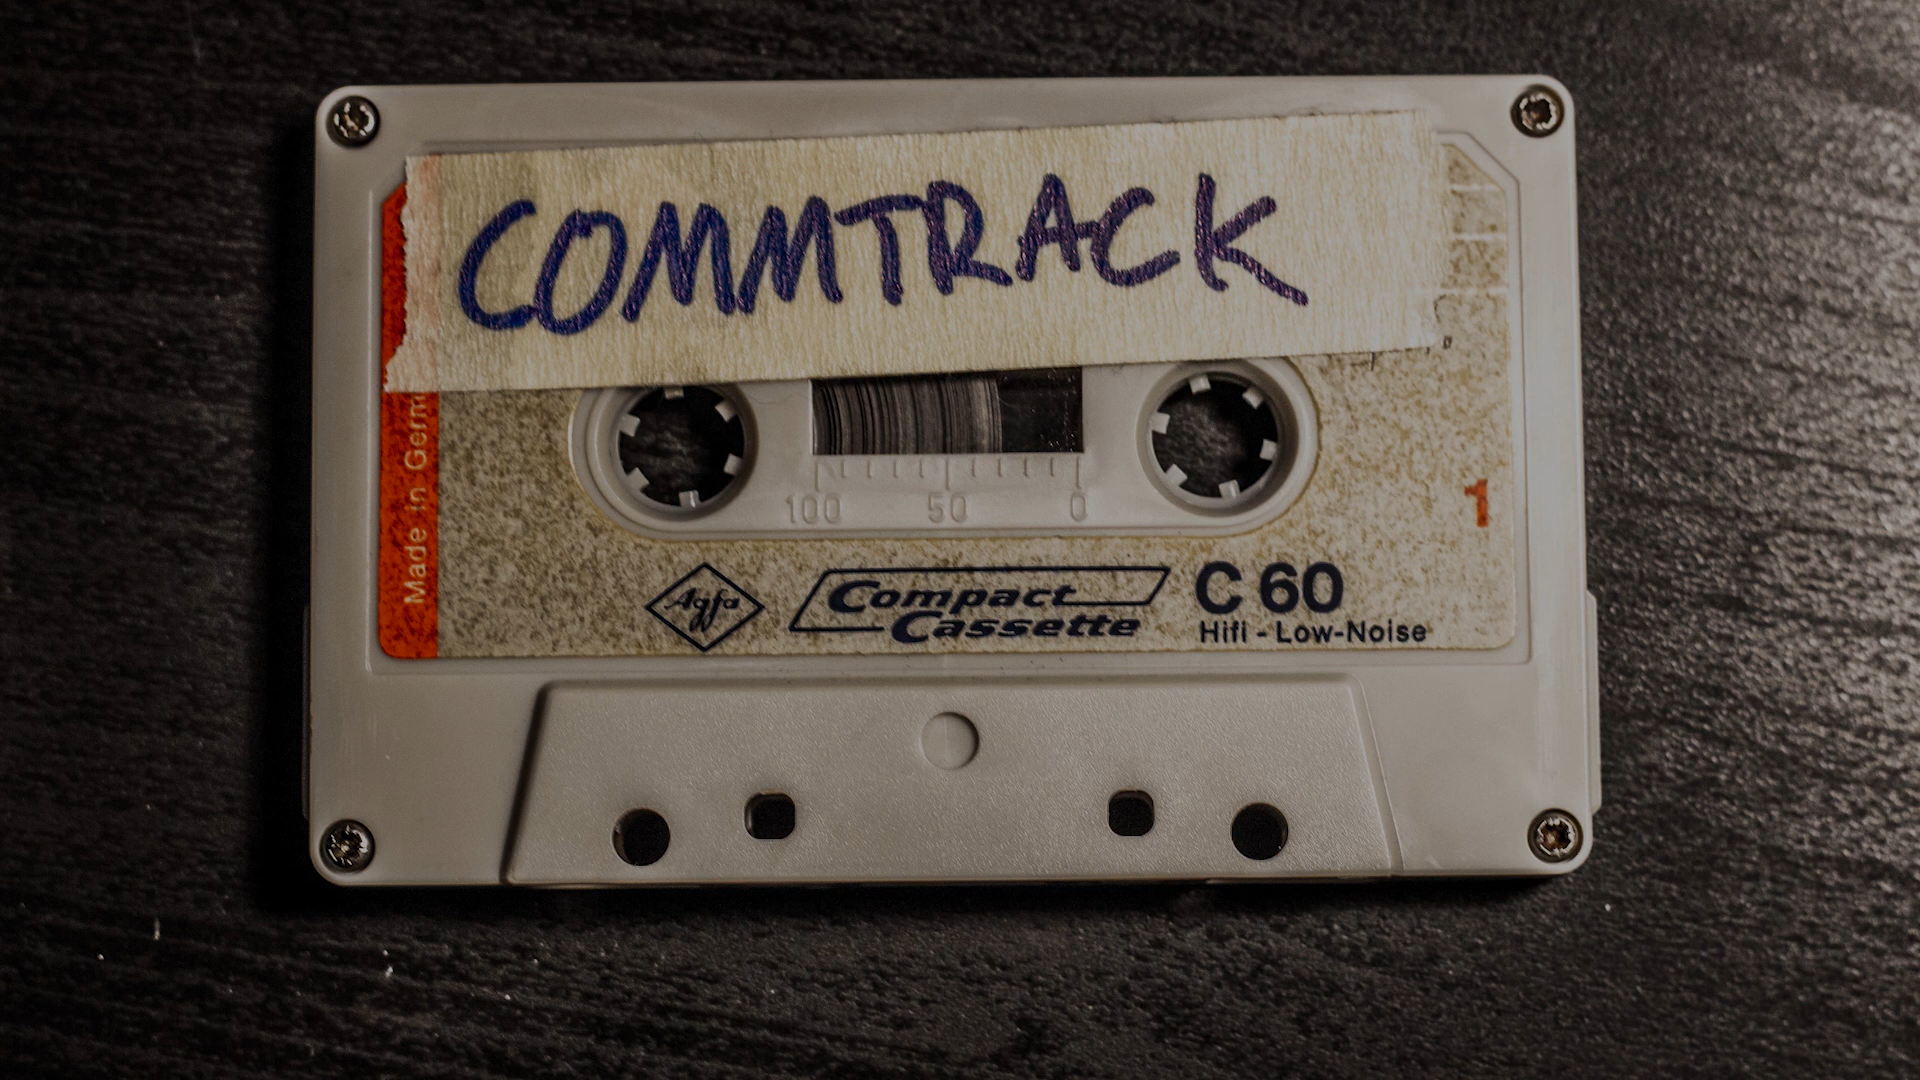 COMMTRACK
Made in Germ
100 50 0
1
Agfa
Compact
Cassette
C 60
Hifi - Low-Noise